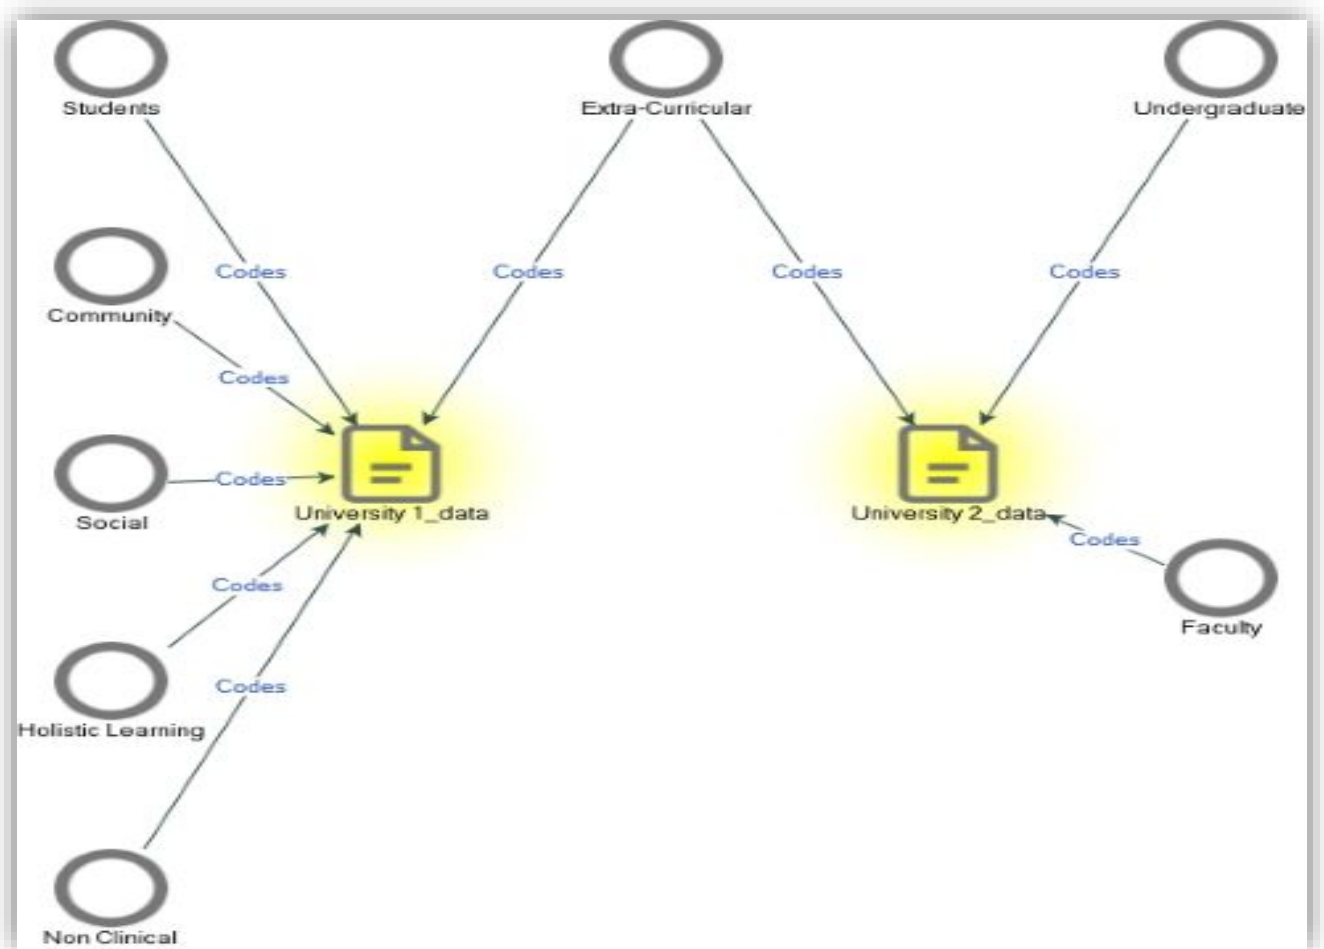 Students
Extra-Curricular
Undergraduate
Codes
Codes
Codes
Codes
Community
Codes
Social
Codes
University 1_data
University 2_data
Codes
Faculty
Codes
Holistic Learning
Codes
Non Clinical